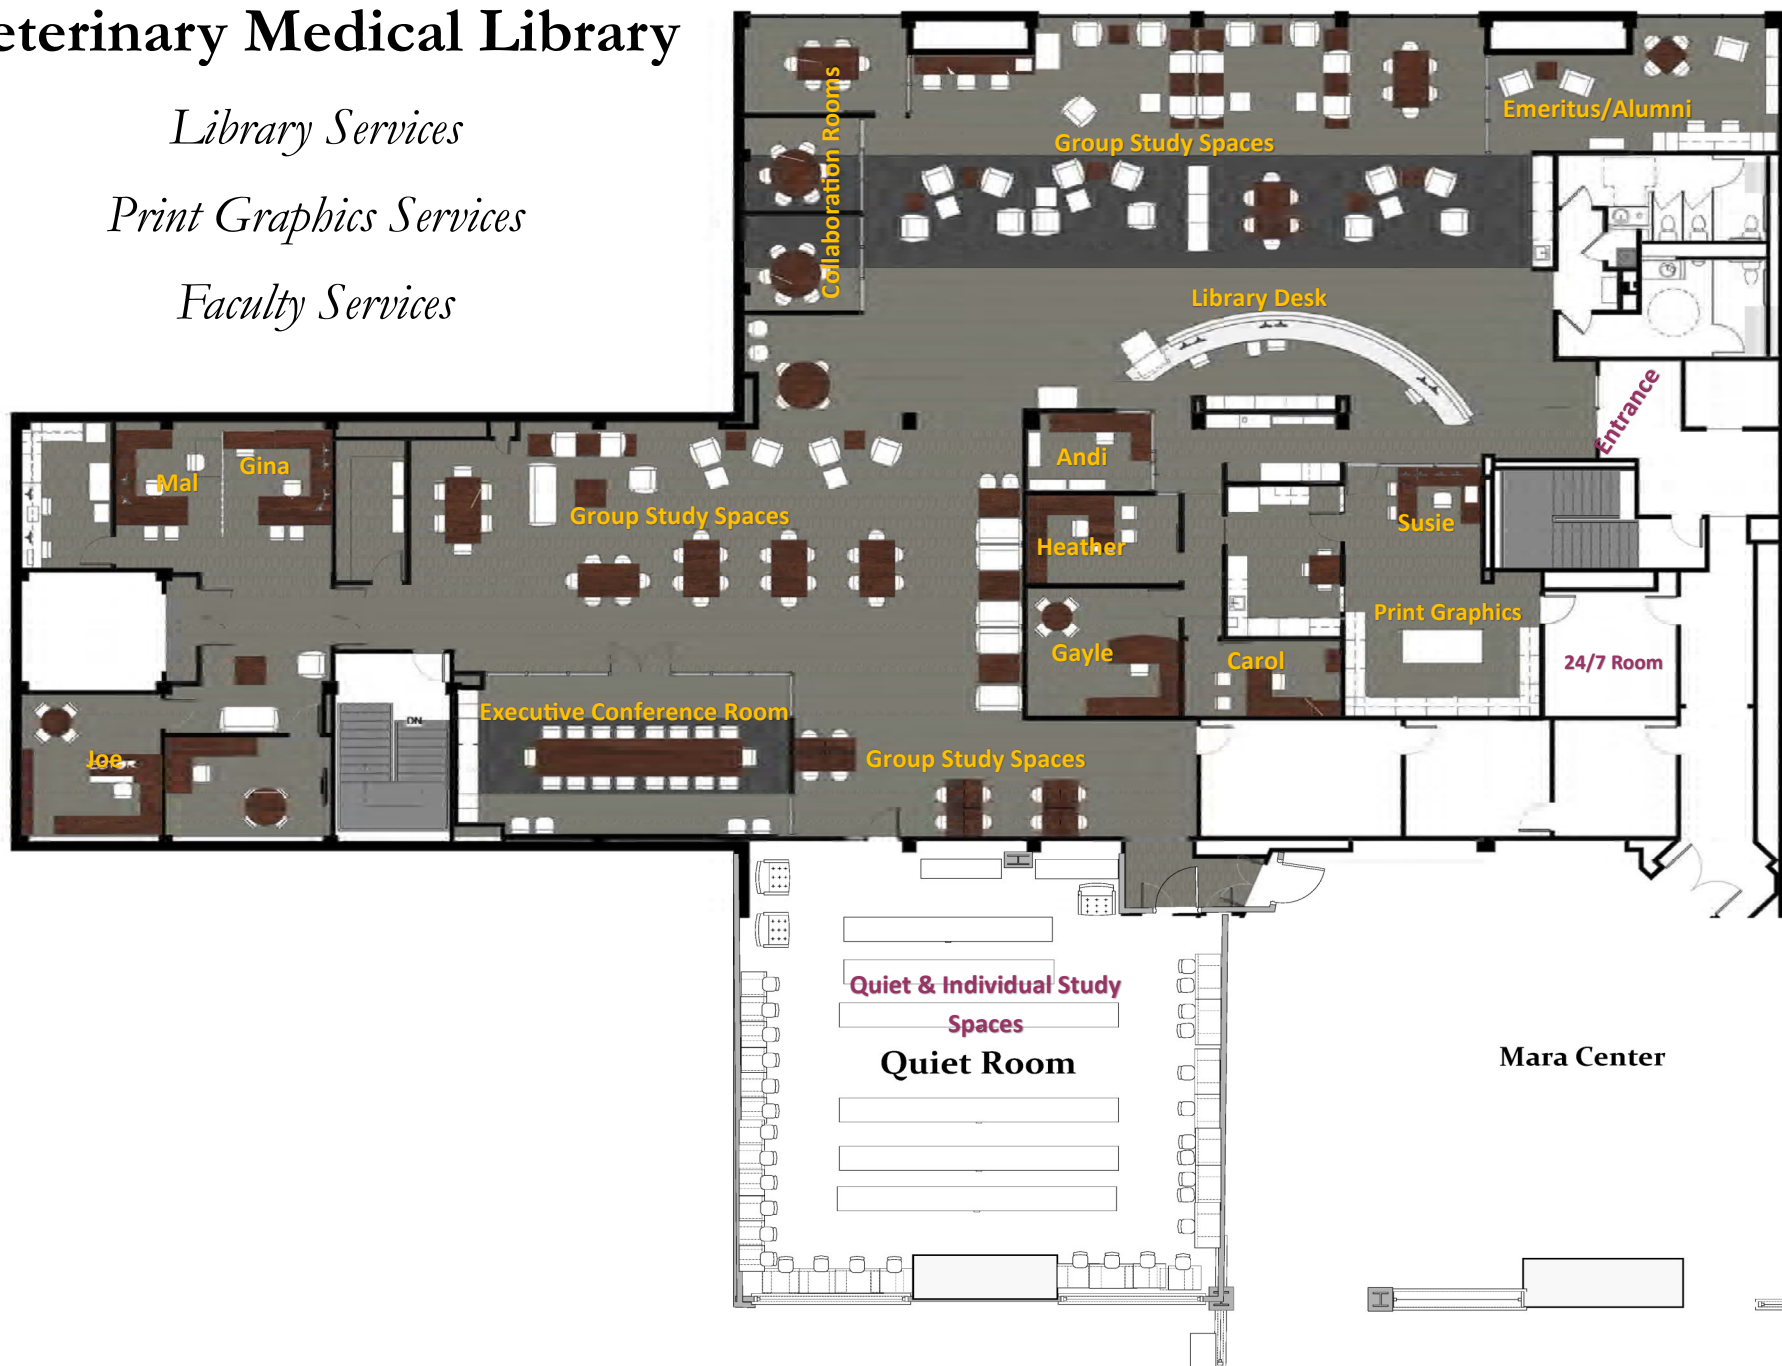 eterinary Medical Library
Library Services
Print Graphics Services
Faculty Services
Collaboration Rooms
Group Study Spaces
Emeritus/Alumni
Library Desk
Entrance
Andi
Mal
Gina
Group Study Spaces
Heather
Susie
Print Graphics
Gayle
Carol
24/7 Room
Executive Conference Room
DN
Joe
Group Study Spaces
Quiet & Individual Study
Spaces
Quiet Room
Mara Center